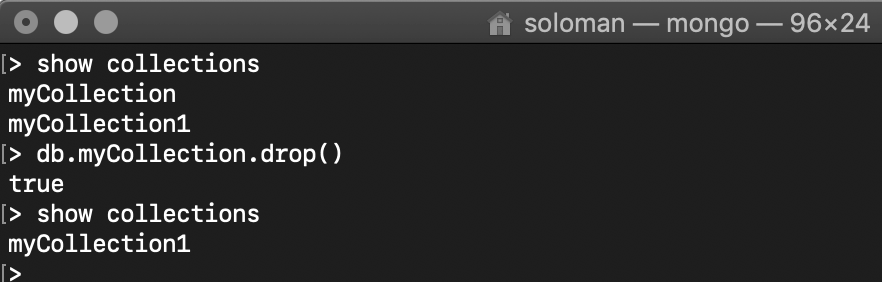 soloman — mongo — 96×24
[> show collections
myCollection
myCollection1
[> db.myCollection.drop()
true
[> show collections
myCollection1
[>